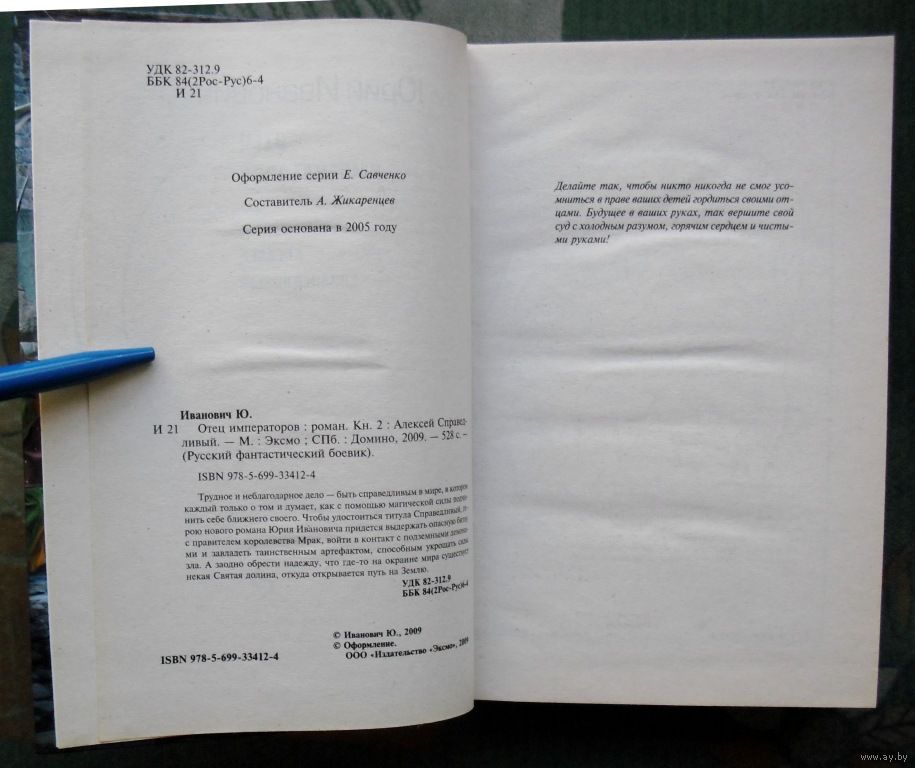 УДК 82-312.9
ББК 84(2Рос-Рус)6-4
И 21
Оформление серии Е. Савченко
Составитель А. Жикаренцев
Серия основана в 2005 году
Иванович Ю.
И 21 Отец императоров : роман. Кн. 2 : Алексей Справед-
ливый. — М. : Эксмо ; СПб. : Домино, 2009. — 528 с. —
(Русский фантастический боевик).
ISBN 978-5-699-33412-4
Трудное и неблагодарное дело — быть справедливым в мире, в котором
каждый только о том и думает, как с помощью магической силы подчи-
нить себе ближнего своего. Чтобы удостоиться титула Справедливый, ге-
рою нового романа Юрия Ивановича придется выдержать опасную битву
с правителем королевства Мрак, войти в контакт с подземными демона-
ми и завладеть таинственным артефактом, способным укрощать силы
зла. А заодно обрести надежду, что где-то на окраине мира существует
некая Святая долина, откуда открывается путь на Землю.
УДК 82-312.9
ББК 84(2Рос-Рус)6-4
© Иванович Ю., 2009
© Оформление.
ООО «Издательство «Эксмо», 2009
ISBN 978-5-699-33412-4
Делайте так, чтобы никто никогда не смог усо-
мниться в праве ваших детей гордиться своими от-
цами. Будущее в ваших руках, так вершите свой
суд с холодным разумом, горячим сердцем и чисты-
ми руками!
www.ay.by